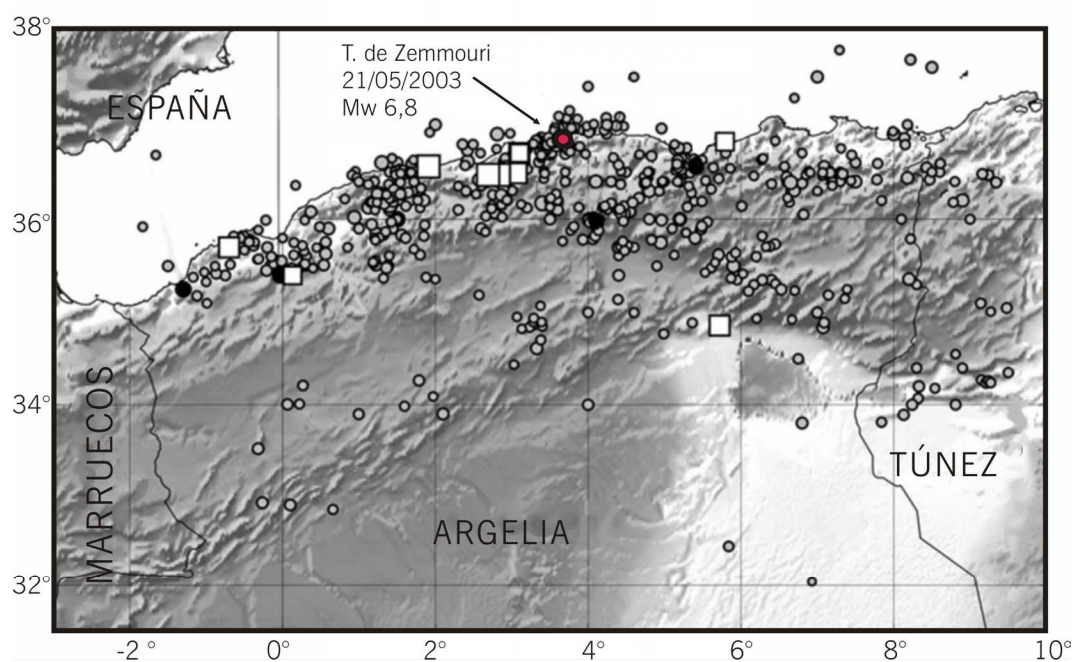 38°
T. de Zemmouri
21/05/2003
Mw 6,8
ESPAÑA
36°
34°
MARRUECOS
TÚNEZ
ARGELIA
32°
-2 °
0°
2°
4°
6°
8°
10°